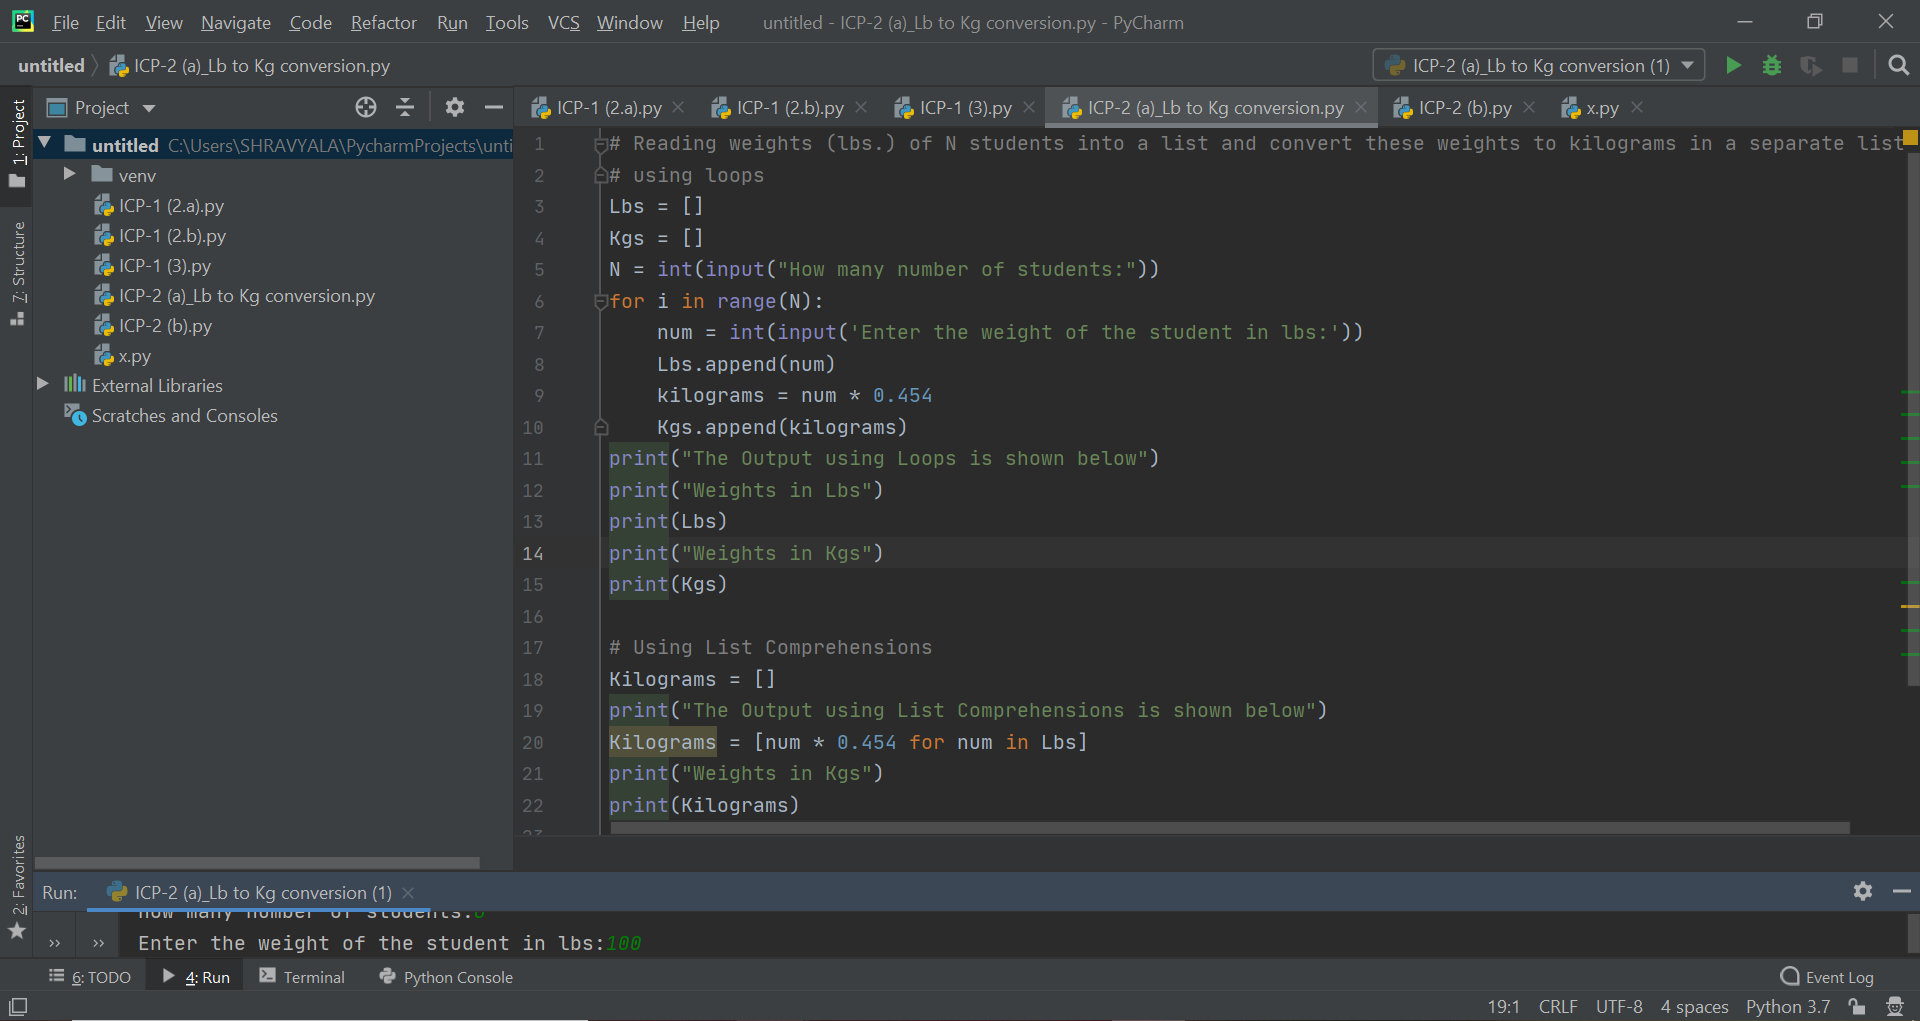 PC File Edit View Navigate Code Refactor Run Tools VCS Window Help untitled - ICP-2 (a)_Lb to Kg conversion.py - PyCharm
untitled ICP-2 (a)_Lb to Kg conversion.py ICP-2 (a)_Lb to Kg conversion (1)
Project ICP-1 (2.a).py ICP-1 (2.b).py ICP-1 (3).py ICP-2 (a)_Lb to Kg conversion.py ICP-2 (b).py x.py
1: Project
7: Structure
2: Favorites
untitled C:\Users\SHRAVYALA\PycharmProjects\unti
venv
ICP-1 (2.a).py
ICP-1 (2.b).py
ICP-1 (3).py
ICP-2 (a)_Lb to Kg conversion.py
ICP-2 (b).py
x.py
External Libraries
Scratches and Consoles
1 # Reading weights (lbs.) of N students into a list and convert these weights to kilograms in a separate list
2 # using loops
3 Lbs = []
4 Kgs = []
5 N = int(input("How many number of students:"))
6 for i in range(N):
7 num = int(input('Enter the weight of the student in lbs:'))
8 Lbs.append(num)
9 kilograms = num * 0.454
10 Kgs.append(kilograms)
11 print("The Output using Loops is shown below")
12 print("Weights in Lbs")
13 print(Lbs)
14 print("Weights in Kgs")
15 print(Kgs)
16
17 # Using List Comprehensions
18 Kilograms = []
19 print("The Output using List Comprehensions is shown below")
20 Kilograms = [num * 0.454 for num in Lbs]
21 print("Weights in Kgs")
22 print(Kilograms)
23
Run: ICP-2 (a)_Lb to Kg conversion (1)
How many number of students:
Enter the weight of the student in lbs:100
6: TODO 4: Run Terminal Python Console Event Log
19:1 CRLF UTF-8 4 spaces Python 3.7